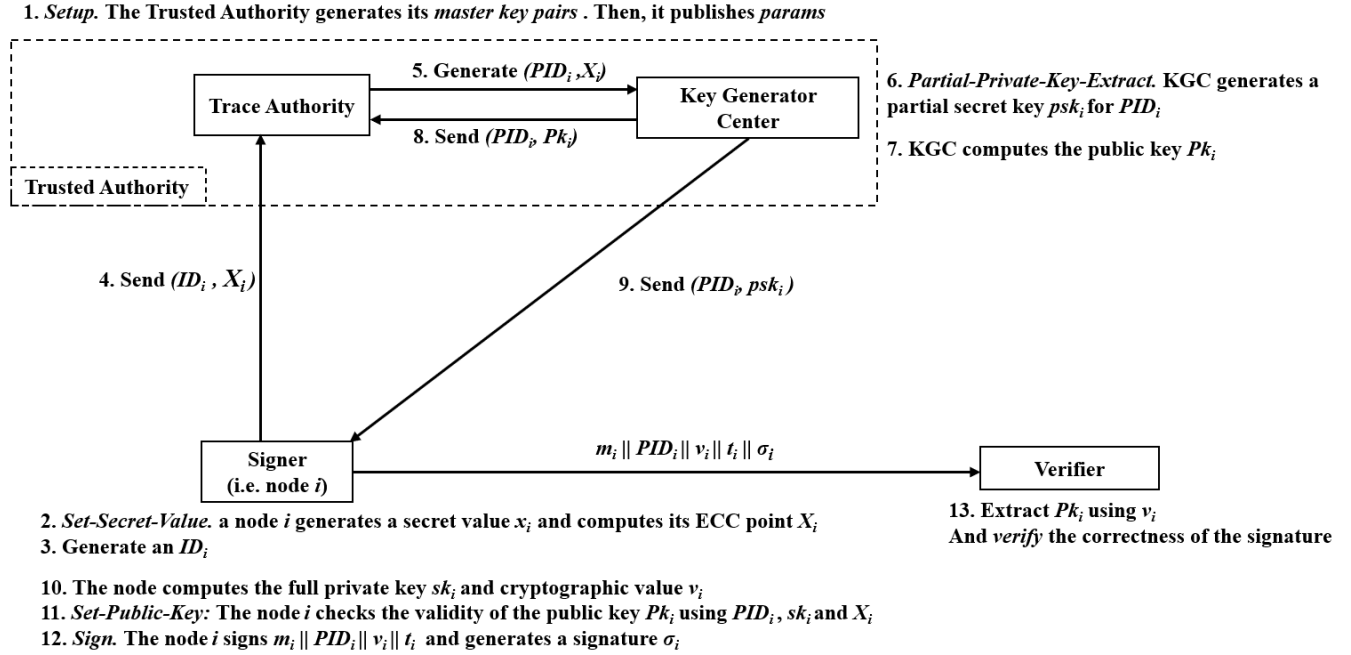 1. Setup. The Trusted Authority generates its master key pairs . Then, it publishes params
5. Generate (PIDi ,Xi)
Trace Authority
Key Generator
Center
8. Send (PIDi, Pki)
6. Partial-Private-Key-Extract. KGC generates a
partial secret key pski for PIDi
7. KGC computes the public key Pki
Trusted Authority
4. Send (IDi , Xi)
9. Send (PIDi, pski )
Signer
(i.e. node i)
mi || PIDi || vi || ti || σi
Verifier
2. Set-Secret-Value. a node i generates a secret value xi and computes its ECC point Xi
3. Generate an IDi
13. Extract Pki using vi
And verify the correctness of the signature
10. The node computes the full private key ski and cryptographic value vi
11. Set-Public-Key: The node i checks the validity of the public key Pki using PIDi , ski and Xi
12. Sign. The node i signs mi || PIDi || vi || ti and generates a signature σi